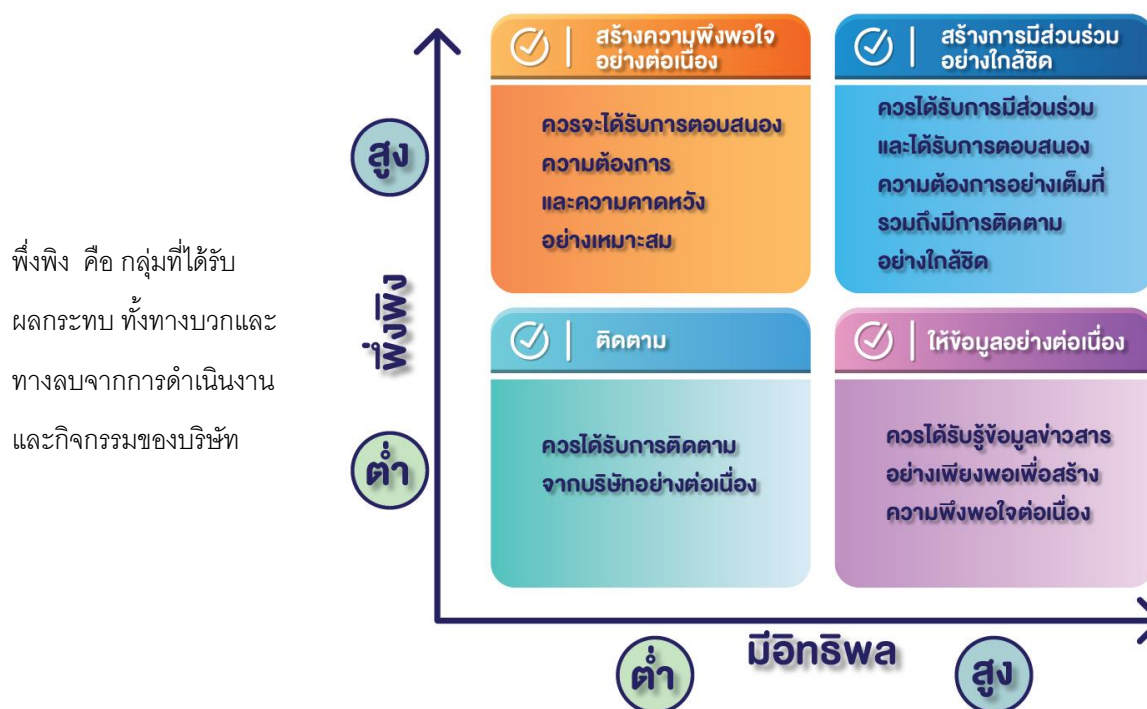 สร้างความพึงพอใจ
อย่างต่อเนื่อง
ควรจะได้รับการตอบสนอง
ความต้องการ
และความคาดหวัง
อย่างเหมาะสม
สร้างการมีส่วนร่วม
อย่างใกล้ชิด
ควรได้รับการมีส่วนร่วม
และได้รับการตอบสนอง
ความต้องการอย่างเต็มที่
รวมถึงมีการติดตาม
อย่างใกล้ชิด
สูง
พึ่งพิง คือ กลุ่มที่ได้รับ
ผลกระทบ ทั้งทางบวกและ
ทางลบจากการดำเนินงาน
และกิจกรรมของบริษัท
พึ่งพิง
ต่ำ
ติดตาม
ควรได้รับการติดตาม
จากบริษัทอย่างต่อเนื่อง
ให้ข้อมูลอย่างต่อเนื่อง
ควรได้รับรู้ข้อมูลข่าวสาร
อย่างเพียงพอเพื่อสร้าง
ความพึงพอใจต่อเนื่อง
ต่ำ
มีอิทธิพล
สูง